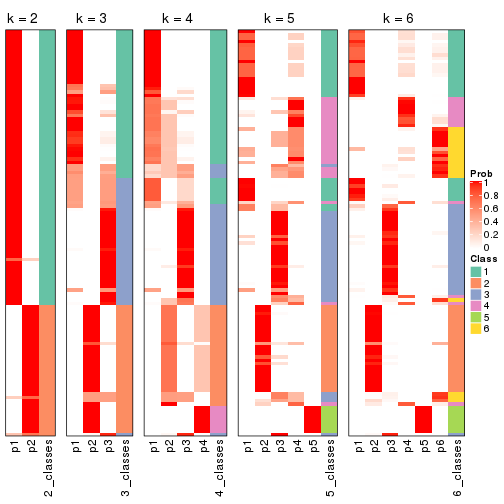 k = 2
k = 3
k = 4
k = 5
k = 6
p1
p2
2_classes
p1
p2
p3
3_classes
p1
p2
p3
p4
4_classes
p1
p2
p3
p4
p5
5_classes
p1
p2
p3
p4
p5
p6
6_classes
Prob
1
0.8
0.6
0.4
0.2
0
Class
1
2
3
4
5
6